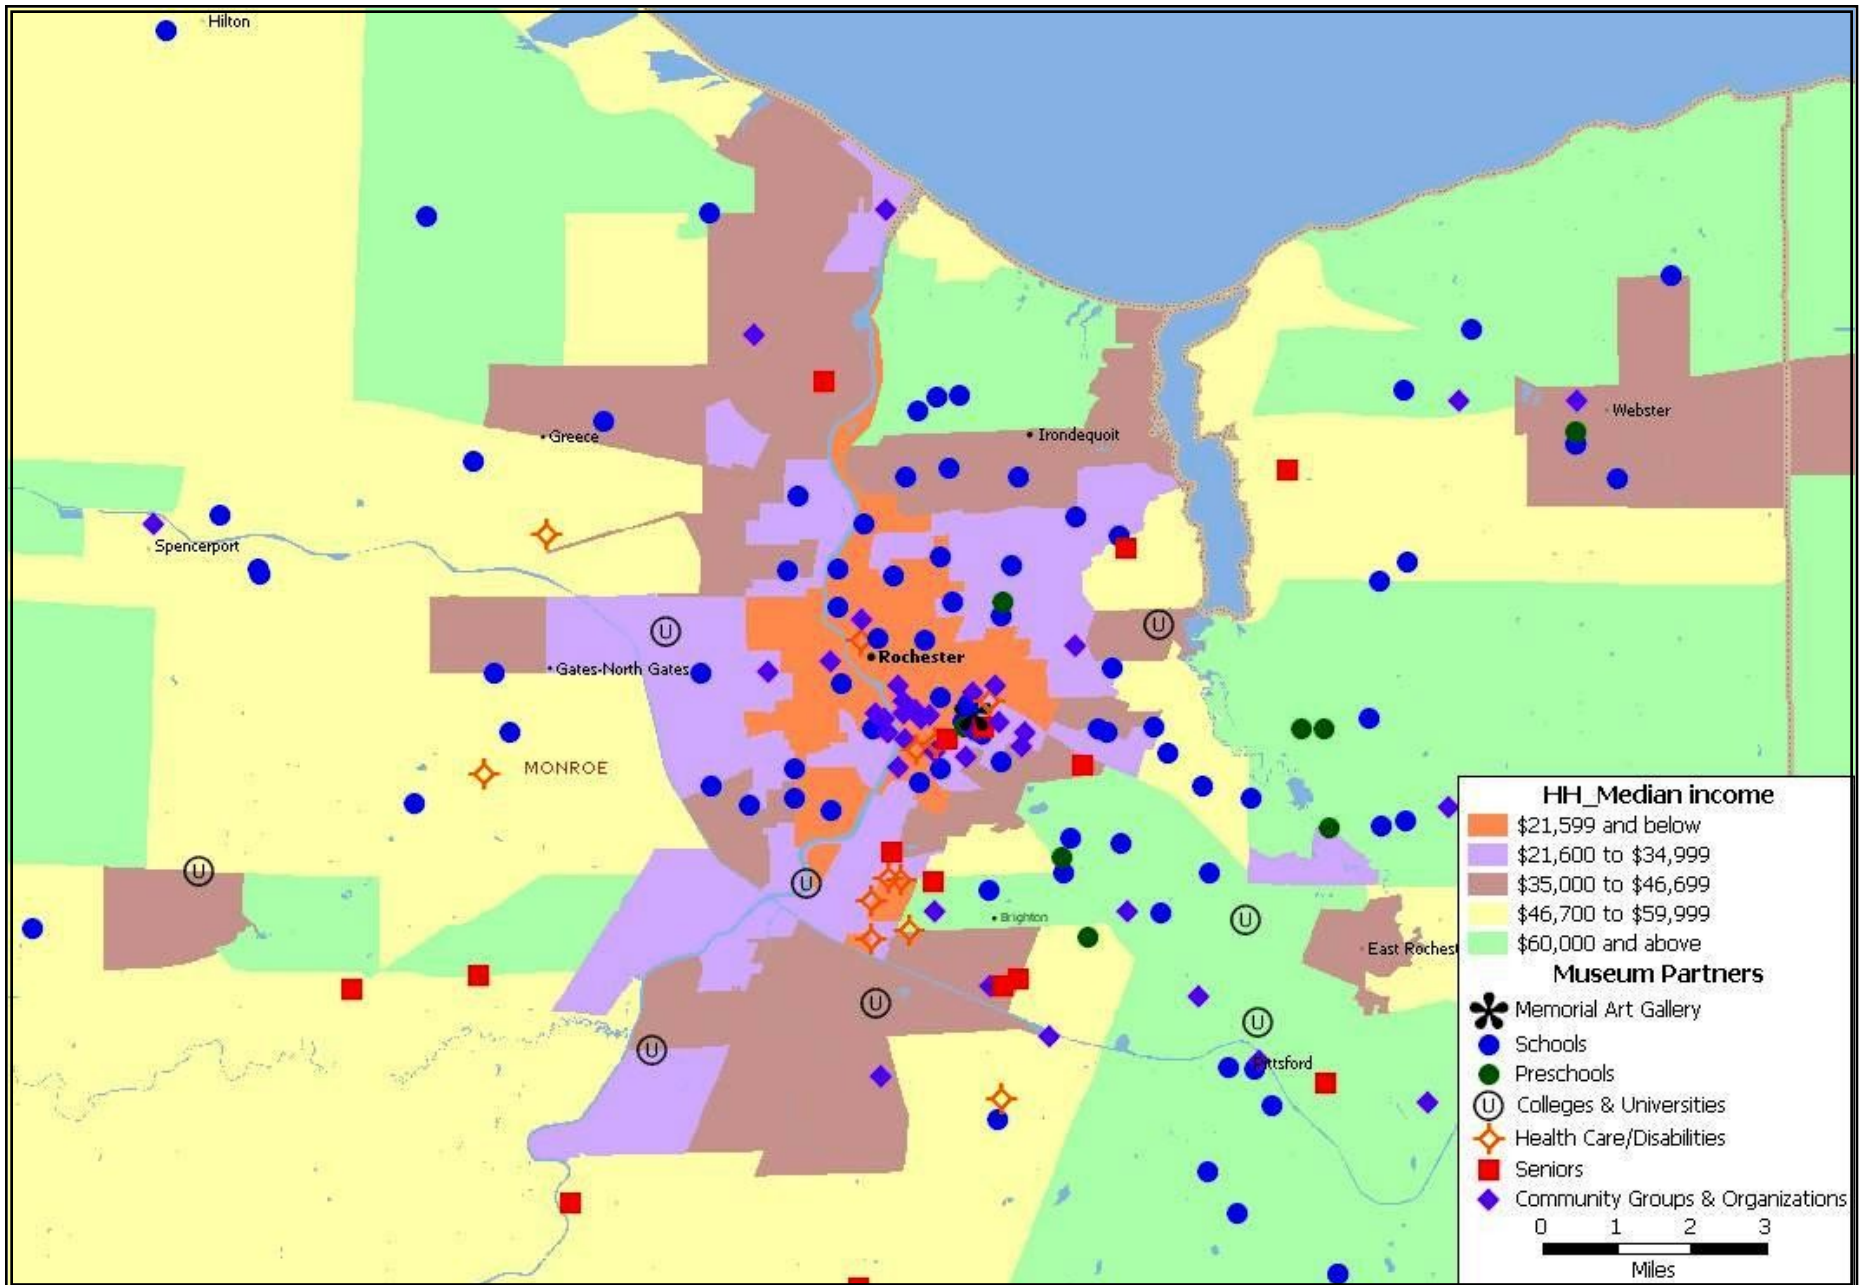 Hilton
Greece
Irondequoit
Webster
Spencerport
U
U
Rochester
Gates-North Gates
MONROE
U
U
U
Brighton
East Roches
U
U
U
Pittsford
HH_Median income
$21,599 and below
$21,600 to $34,999
$35,000 to $46,699
$46,700 to $59,999
$60,000 and above
Museum Partners
Memorial Art Gallery
Schools
Preschools
U Colleges & Universities
Health Care/Disabilities
Seniors
Community Groups & Organizations
0 1 2 3
Miles